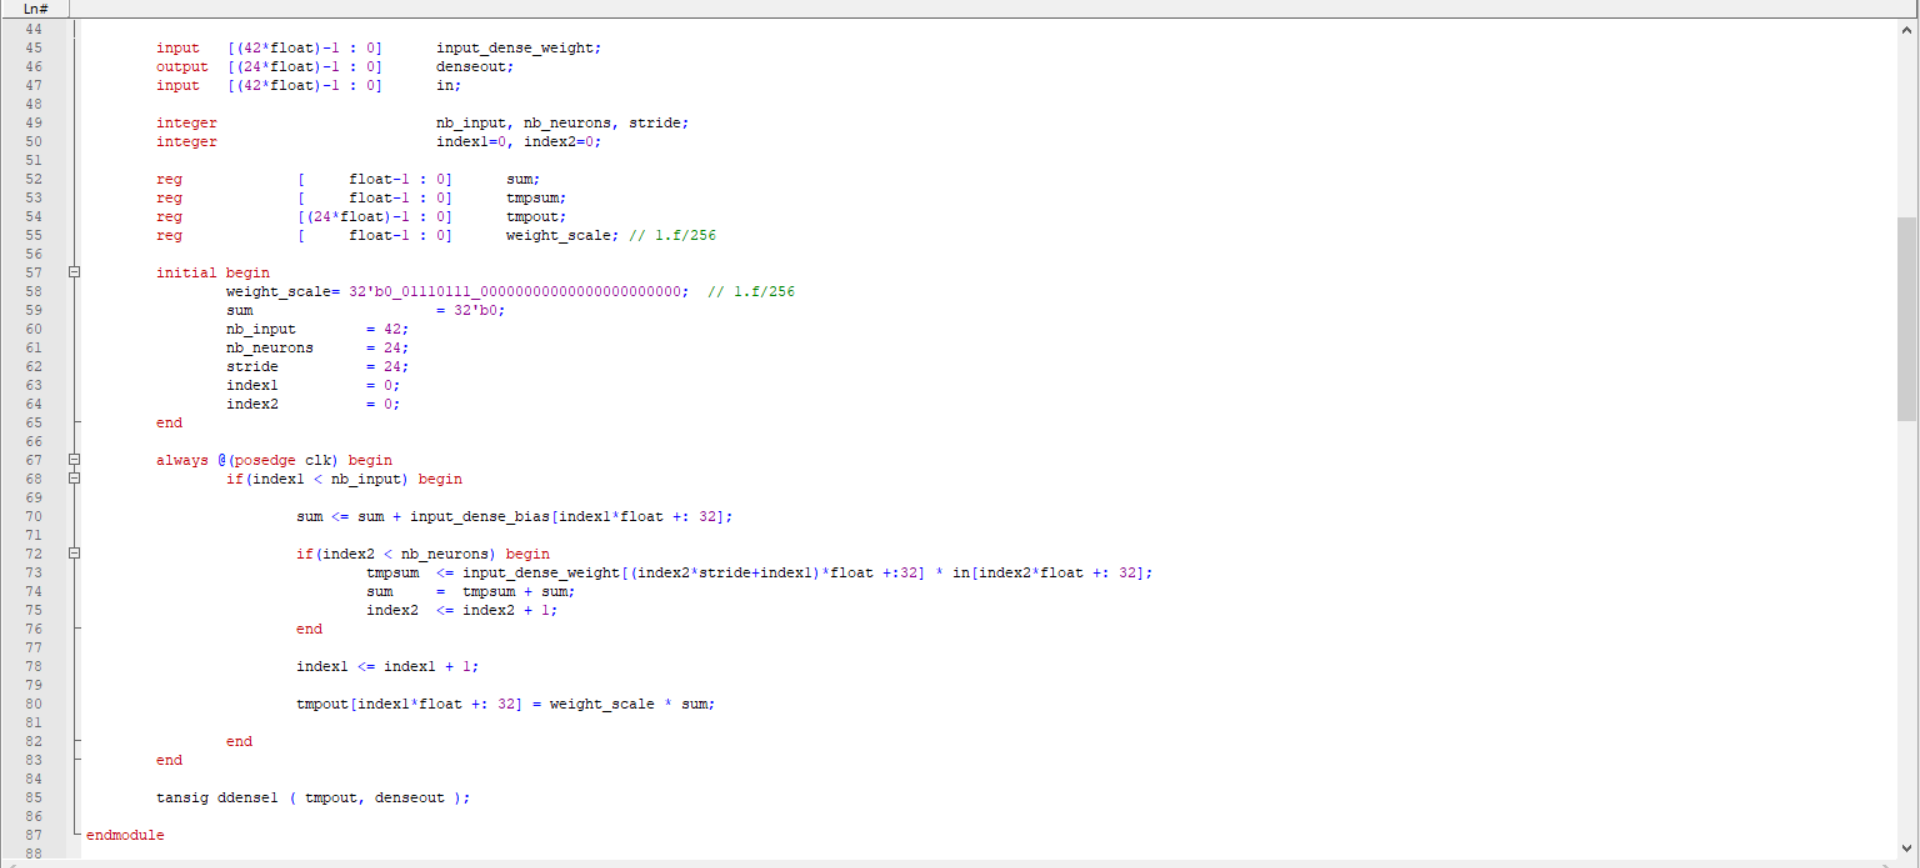 Ln#
44
45 input [(42*float)-1 : 0] input_dense_weight;
46 output [(24*float)-1 : 0] denseout;
47 input [(42*float)-1 : 0] in;
48
49 integer nb_input, nb_neurons, stride;
50 integer index1=0, index2=0;
51
52 reg [ float-1 : 0] sum;
53 reg [ float-1 : 0] tmpsum;
54 reg [(24*float)-1 : 0] tmpout;
55 reg [ float-1 : 0] weight_scale; // 1.f/256
56
57 initial begin
58 weight_scale= 32'b0_01110111_00000000000000000000000; // 1.f/256
59 sum = 32'b0;
60 nb_input = 42;
61 nb_neurons = 24;
62 stride = 24;
63 index1 = 0;
64 index2 = 0;
65 end
66
67 always @(posedge clk) begin
68 if(index1 < nb_input) begin
69
70 sum <= sum + input_dense_bias[index1*float +: 32];
71
72 if(index2 < nb_neurons) begin
73 tmpsum <= input_dense_weight[(index2*stride+index1)*float +:32] * in[index2*float +: 32];
74 sum = tmpsum + sum;
75 index2 <= index2 + 1;
76 end
77
78 index1 <= index1 + 1;
79
80 tmpout[index1*float +: 32] = weight_scale * sum;
81
82 end
83 end
84
85 tansig ddense1 ( tmpout, denseout );
86
87 endmodule
88